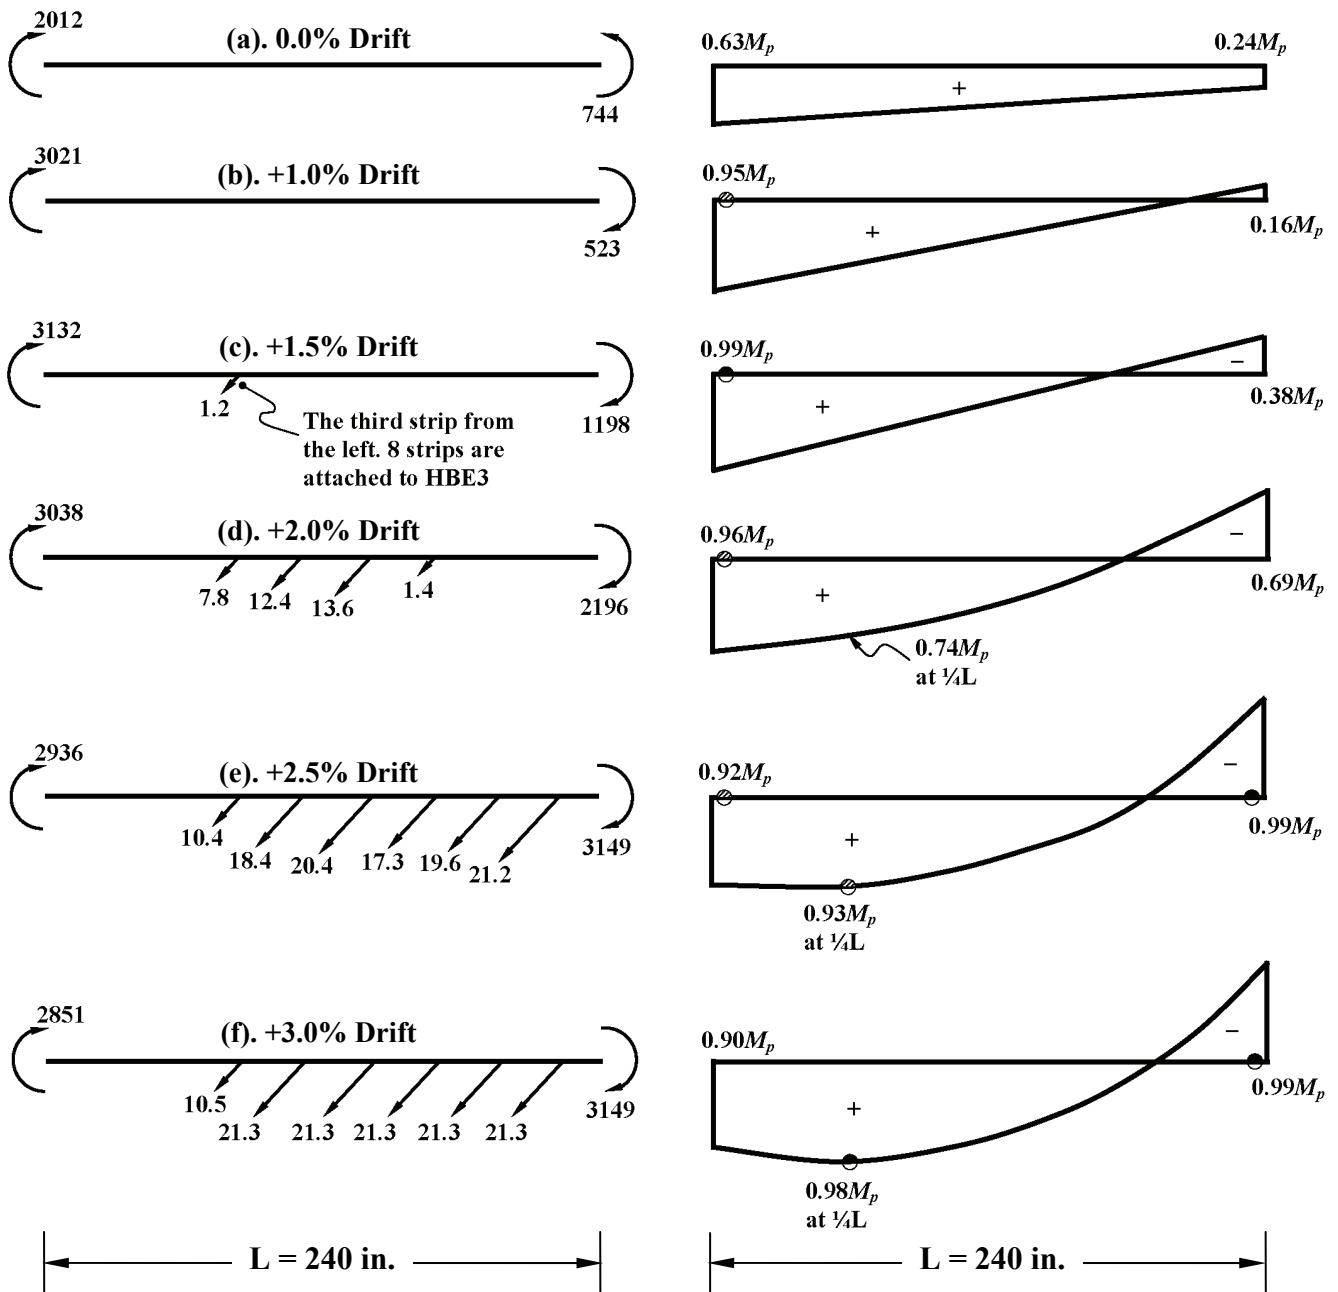 2012
(a). 0.0% Drift
744
0.63Mp
0.24Mp
+
3021
(b). +1.0% Drift
523
0.95Mp
+
0.16Mp
3132
(c). +1.5% Drift
1.2
The third strip from
the left. 8 strips are
attached to HBE3
1198
0.99Mp
+
−
0.38Mp
3038
(d). +2.0% Drift
7.8
12.4
13.6
1.4
2196
0.96Mp
+
−
0.69Mp
0.74Mp
at ¼L
2936
(e). +2.5% Drift
10.4
18.4
20.4
17.3
19.6
21.2
3149
0.92Mp
+
−
0.99Mp
0.93Mp
at ¼L
2851
(f). +3.0% Drift
10.5
21.3
21.3
21.3
21.3
21.3
3149
0.90Mp
+
−
0.99Mp
0.98Mp
at ¼L
L = 240 in.
L = 240 in.